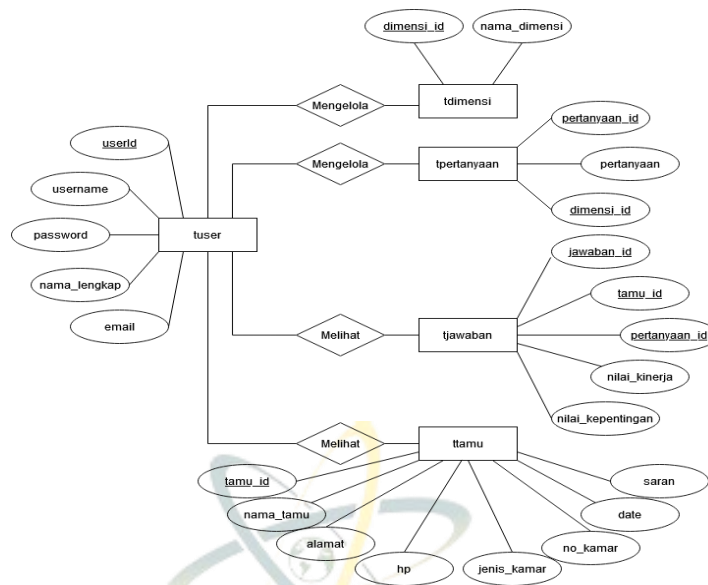 dimensi_id
nama_dimensi
Mengelola
tdimensi
pertanyaan_id
userId
Mengelola
tpertanyaan
pertanyaan
username
dimensi_id
password
tuser
jawaban_id
nama_lengkap
tamu_id
email
Melihat
tjawaban
pertanyaan_id
nilai_kinerja
nilai_kepentingan
Melihat
ttamu
tamu_id
saran
nama_tamu
date
alamat
no_kamar
hp
jenis_kamar